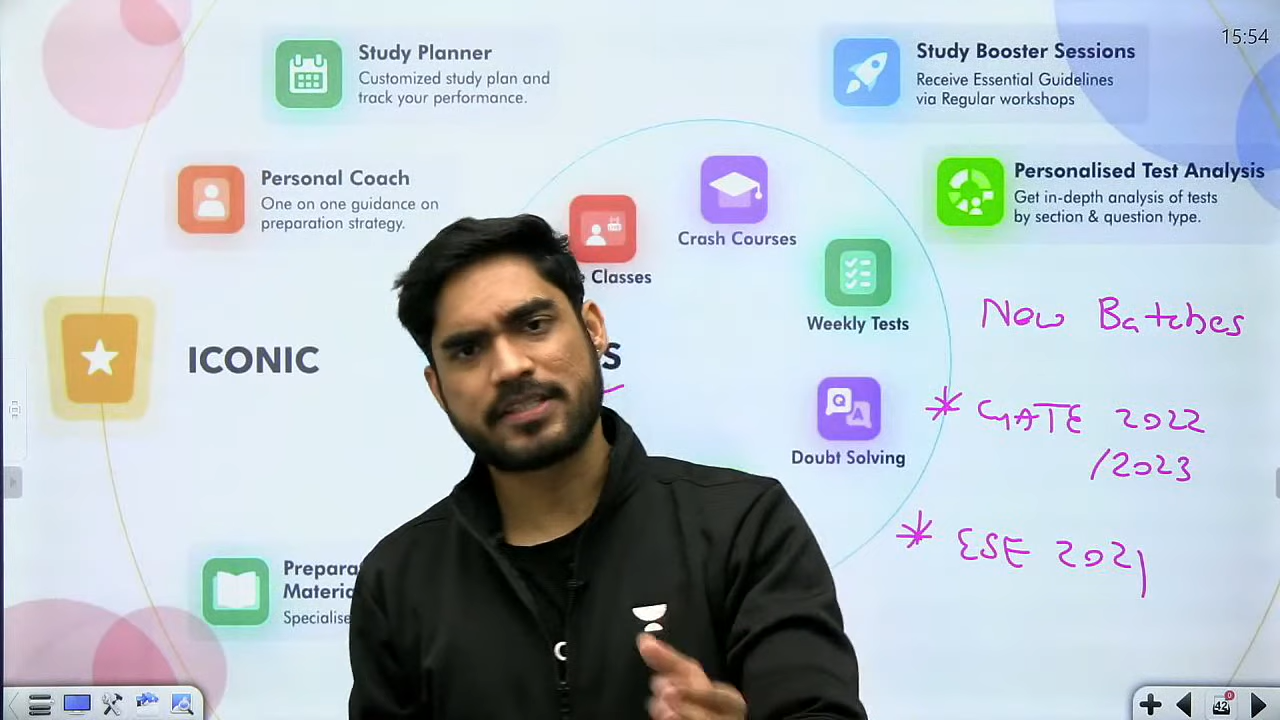 15:54
Study Planner
Customized study plan and
track your performance.
Study Booster Sessions
Receive Essential Guidelines
via Regular workshops
Personal Coach
One on one guidance on
preparation strategy.
Crash Courses
Personalised Test Analysis
Get in-depth analysis of tests
by section & question type.
Classes
Weekly Tests
New Batches
ICONIC
* GATE 2022
/2023
Q A
Doubt Solving
* ESE 2021
42
0